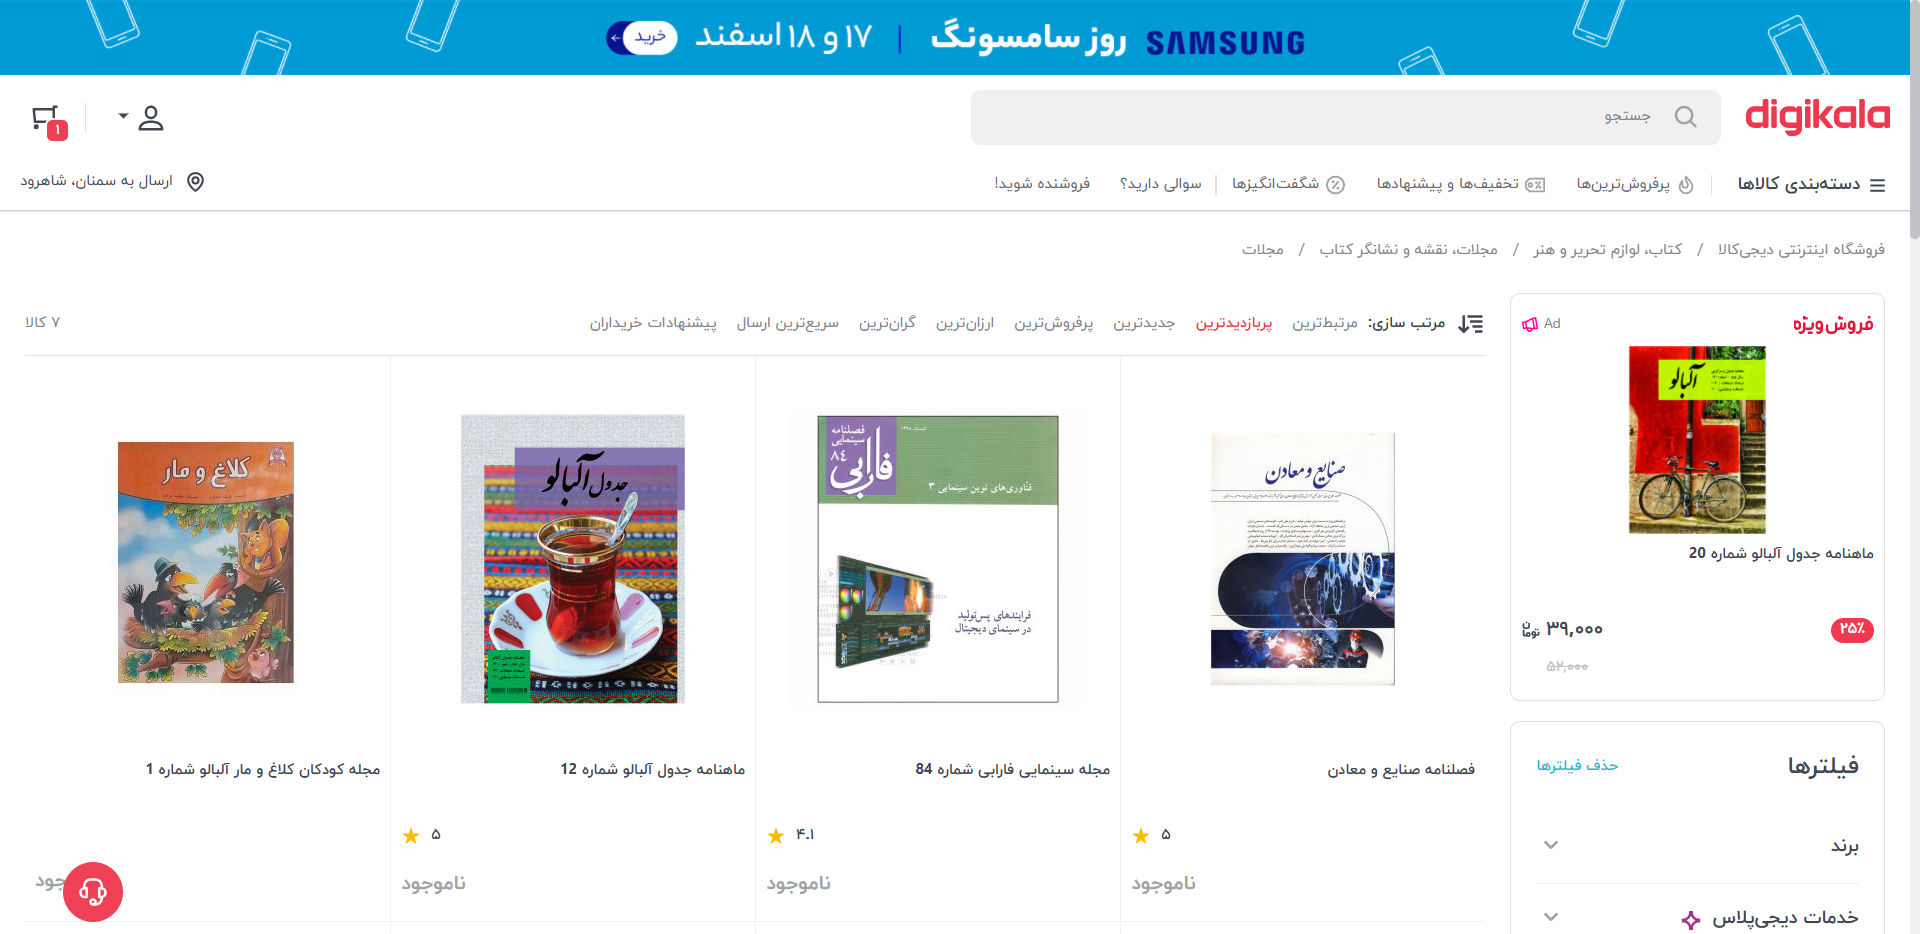 SAMSUNG روز سامسونگ | ۱۷ و ۱۸ اسفند خرید
digikala
جستجو
۱
دسته‌بندی کالاها
پرفروش‌ترین‌ها
تخفیف‌ها و پیشنهادها
شگفت‌انگیزها
سوالی دارید؟
فروشنده شوید!
ارسال به سمنان، شاهرود
فروشگاه اینترنتی دیجی‌کالا / کتاب، لوازم تحریر و هنر / مجلات، نقشه و نشانگر کتاب / مجلات
فروش ویژه
Ad
آلبالو
ماهنامه جدول آلبالو شماره 20
۲۵٪
۳۹,۰۰۰ تومان
۵۲,۰۰۰
فیلترها
حذف فیلترها
برند
خدمات دیجی‌پلاس
مرتب سازی: مرتبط‌ترین پربازدیدترین جدیدترین پرفروش‌ترین ارزان‌ترین گران‌ترین سریع‌ترین ارسال پیشنهادات خریداران
۷ کالا
صنایع و معادن
فصلنامه صنایع و معادن
۵
ناموجود
فصلنامه
سینمایی
۸۴
فارابی
فناوری‌های نوین سینمایی ۳
فرایندهای پس‌تولید
در سینمای دیجیتال
مجله سینمایی فارابی شماره 84
۴.۱
ناموجود
جدول آلبالو
ماهنامه جدول آلبالو شماره 12
۵
ناموجود
کلاغ و مار
مجله کودکان کلاغ و مار آلبالو شماره 1